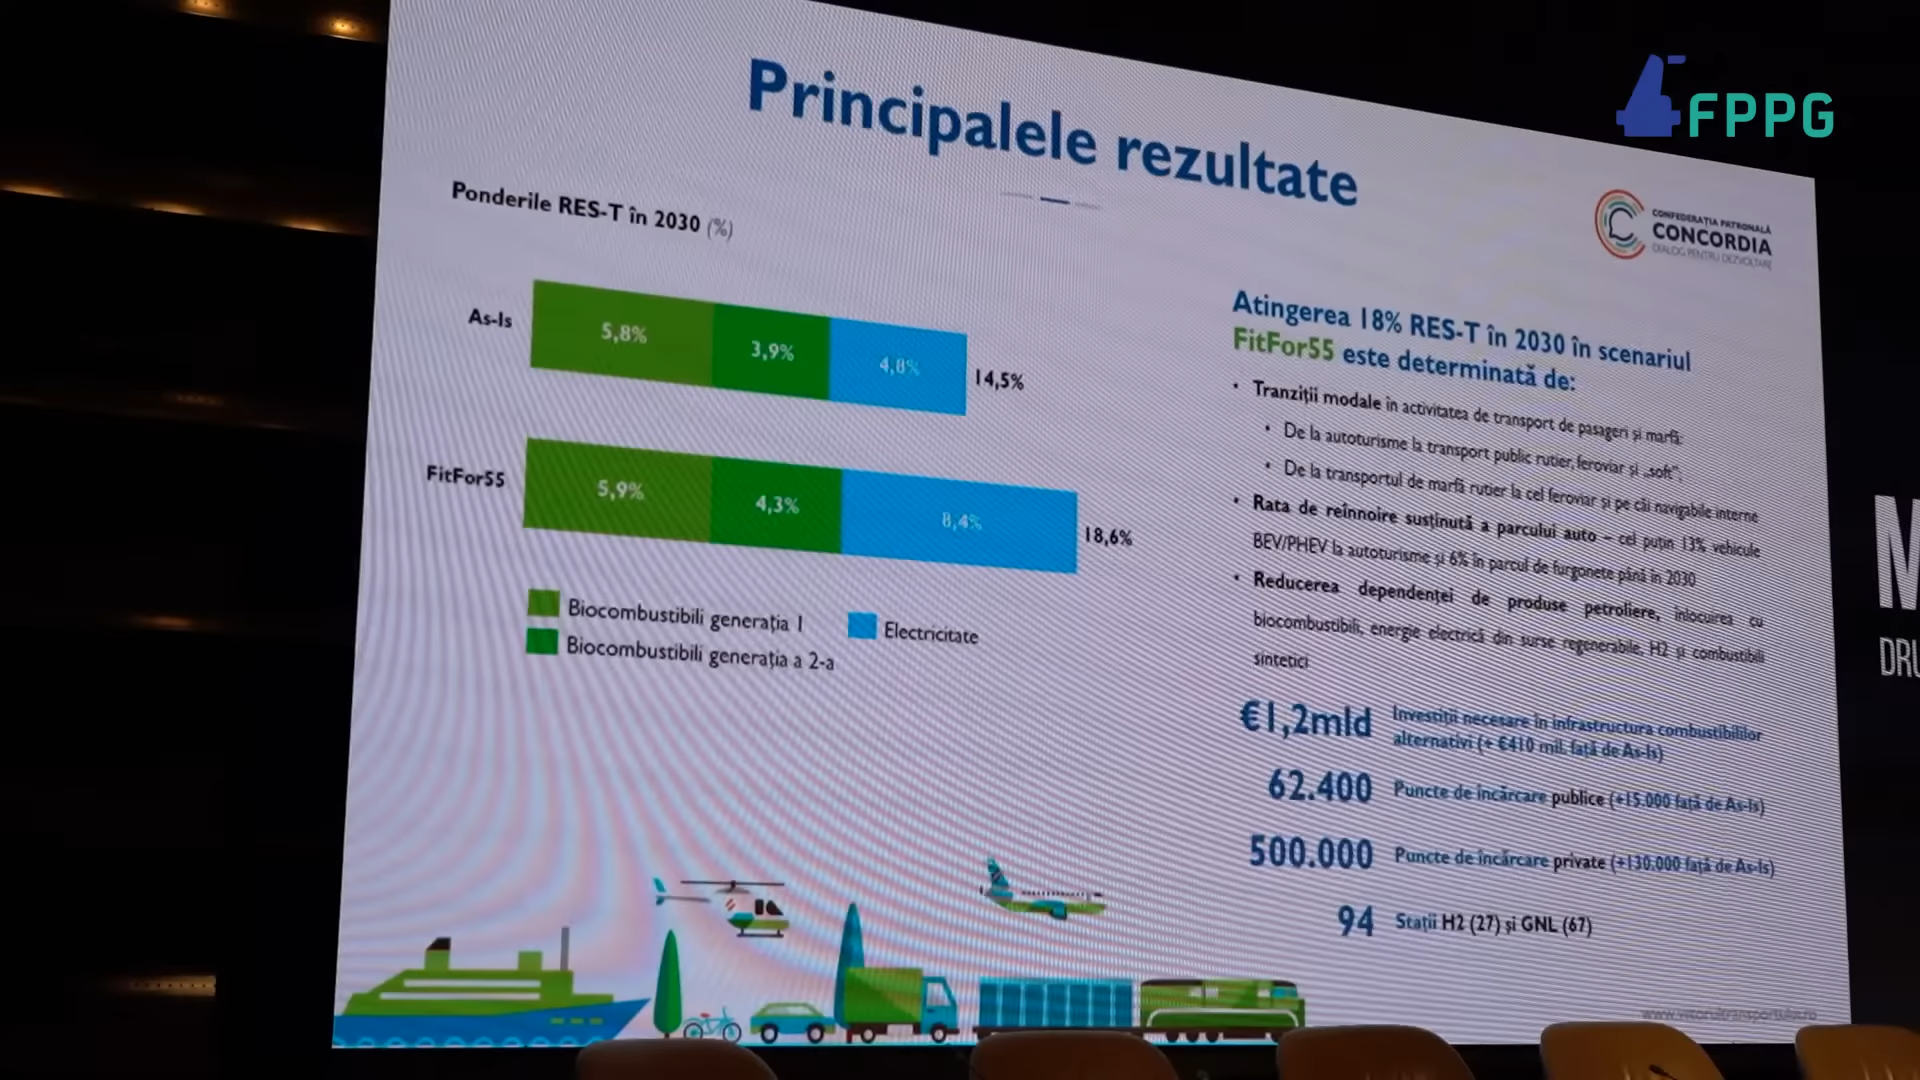 FPPG
Principalele rezultate
CONFEDERAȚIA PATRONALĂ
CONCORDIA
DIALOG PENTRU DEZVOLTARE
Ponderile RES-T în 2030 (%)
As-Is
5,8%
3,9%
4,8%
14,5%
FitFor55
5,9%
4,3%
8,4%
18,6%
Biocombustibili generația I
Electricitate
Biocombustibili generația a 2-a
Atingerea 18% RES-T în 2030 în scenariul
FitFor55 este determinată de:
• Tranziții modale în activitatea de transport de pasageri și marfă:
• De la autoturisme la transport public rutier, feroviar și „soft”;
• De la transportul de marfă rutier la cel feroviar și pe căi navigabile interne
• Rata de reînnoire susținută a parcului auto – cel puțin 13% vehicule
BEV/PHEV la autoturisme și 6% în parcul de furgonete până în 2030
• Reducerea dependenței de produse petroliere, înlocuirea cu
biocombustibili, energie electrică din surse regenerabile, H2 și combustibili
sintetici
€1,2mld
Investiții necesare în infrastructura combustibililor
alternativi (+ €410 mil. față de As-Is)
62.400
Puncte de încărcare publice (+15.000 față de As-Is)
500.000
Puncte de încărcare private (+130.000 față de As-Is)
94
Stații H2 (27) și GNL (67)
www.viitorultransportului.ro
M
DRU